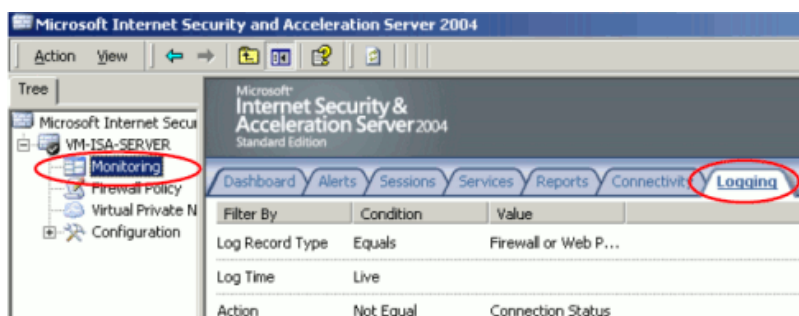 Microsoft Internet Security and Acceleration Server 2004
Action View
Tree
Microsoft Internet Secu
VM-ISA-SERVER
Monitoring
Firewall Policy
Virtual Private N
Configuration
Microsoft
Internet Security &
Acceleration Server 2004
Standard Edition
Dashboard Alerts Sessions Services Reports Connectivity Logging
Filter By Condition Value
Log Record Type Equals Firewall or Web P...
Log Time Live
Action Not Equal Connection Status